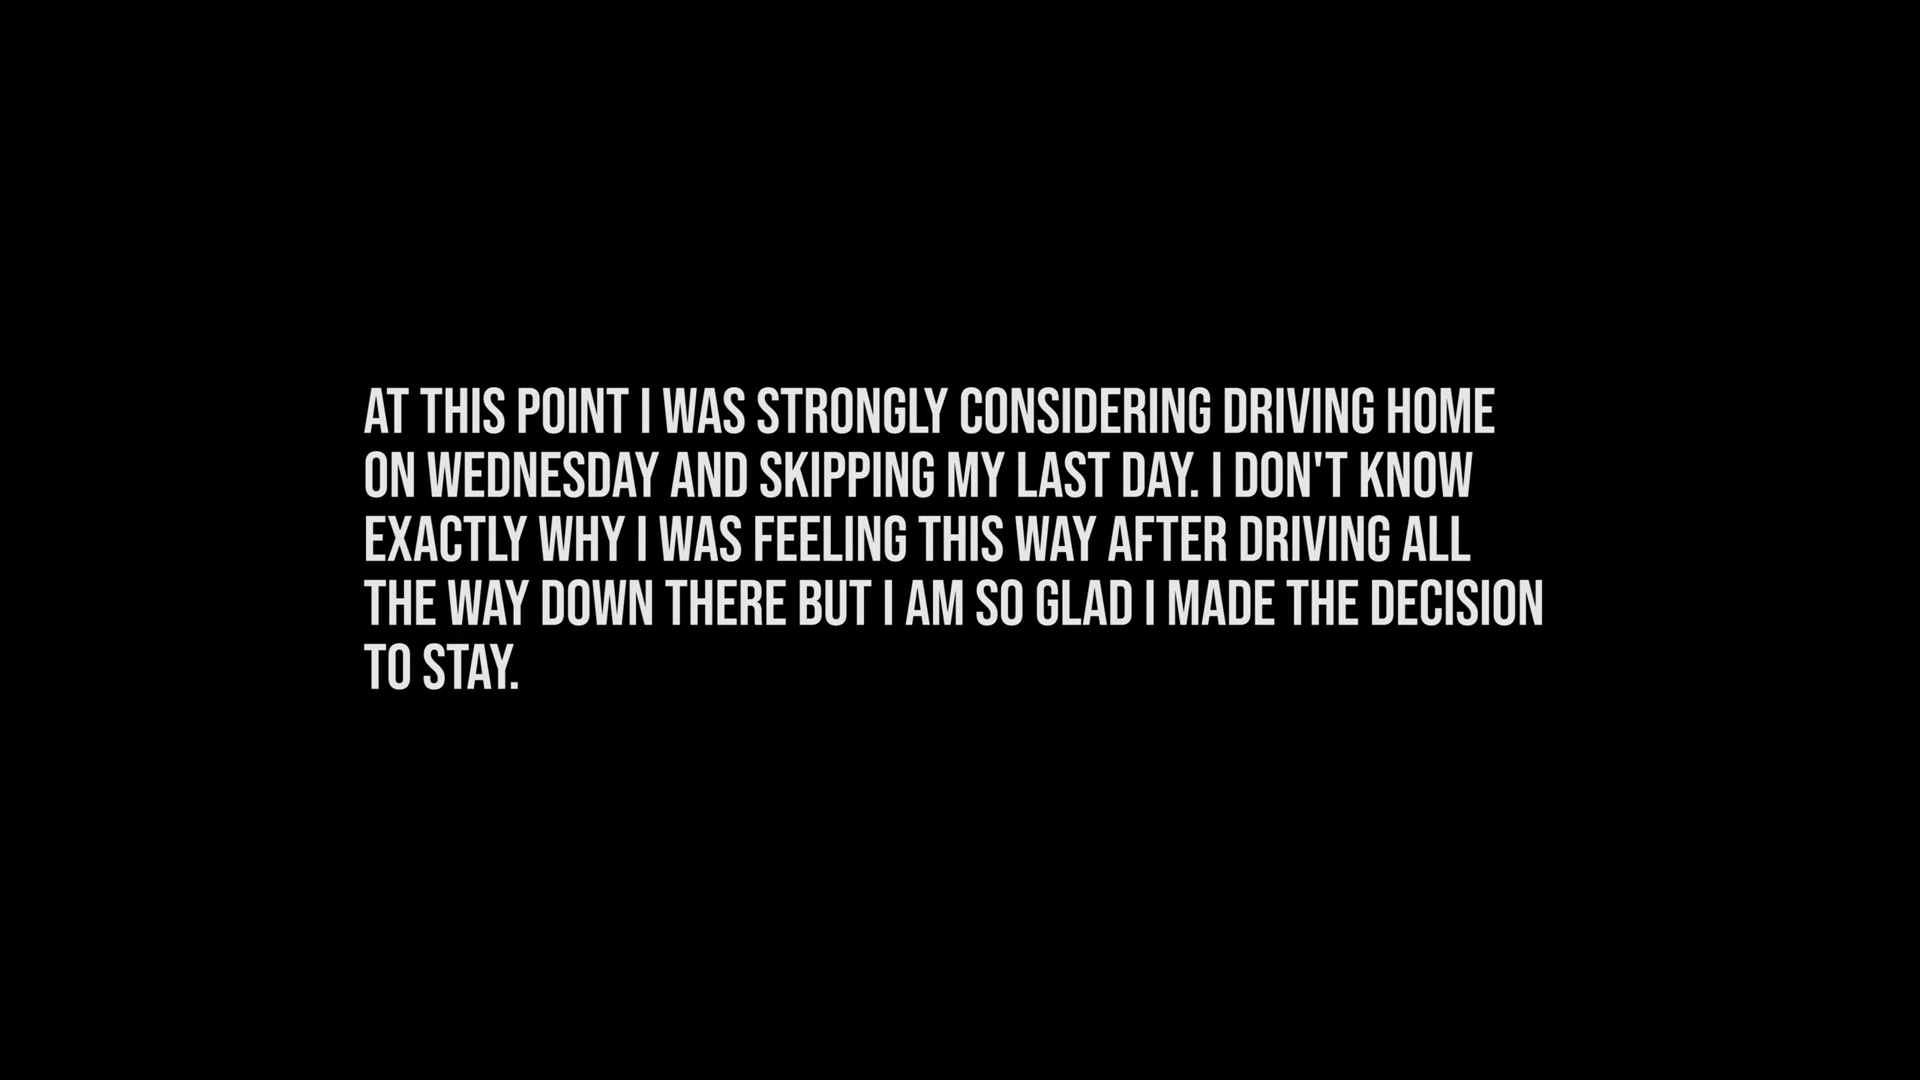 AT THIS POINT I WAS STRONGLY CONSIDERING DRIVING HOME
ON WEDNESDAY AND SKIPPING MY LAST DAY. I DON'T KNOW
EXACTLY WHY I WAS FEELING THIS WAY AFTER DRIVING ALL
THE WAY DOWN THERE BUT I AM SO GLAD I MADE THE DECISION
TO STAY.